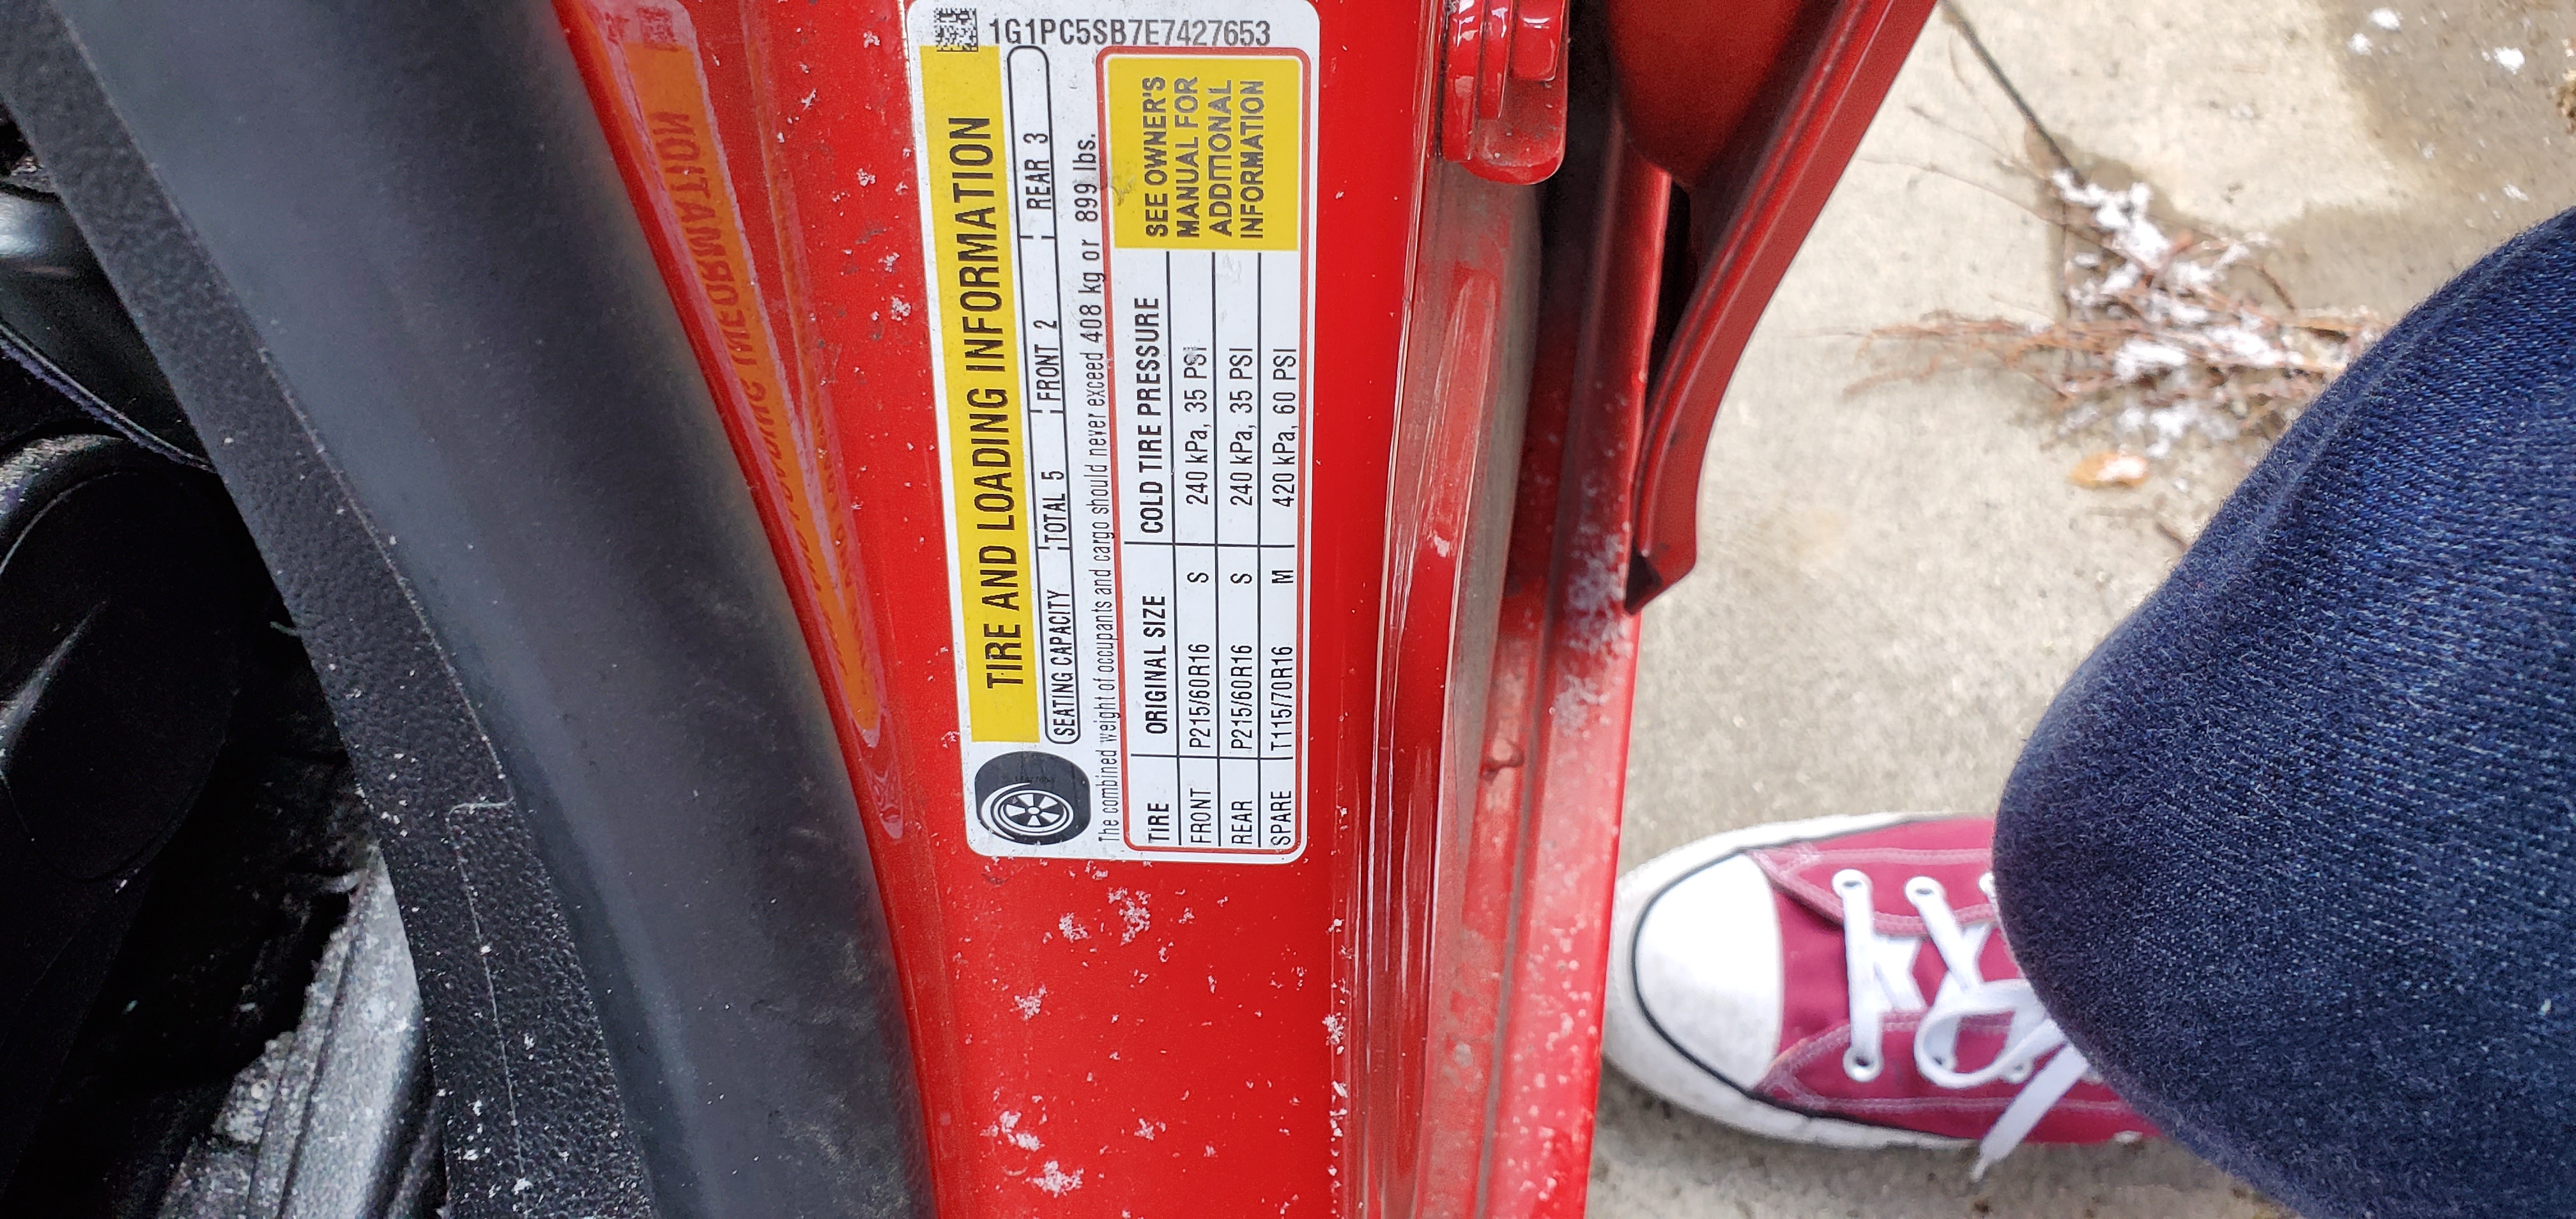 1G1PC5SB7E7427653
TIRE AND LOADING INFORMATION
SEATING CAPACITY TOTAL 5 FRONT 2 REAR 3
The combined weight of occupants and cargo should never exceed 408 kg or 899 lbs.
TIRE ORIGINAL SIZE COLD TIRE PRESSURE
FRONT P215/60R16 S 240 kPa, 35 PSI
REAR P215/60R16 S 240 kPa, 35 PSI
SPARE T115/70R16 M 420 kPa, 60 PSI
SEE OWNER'S
MANUAL FOR
ADDITIONAL
INFORMATION